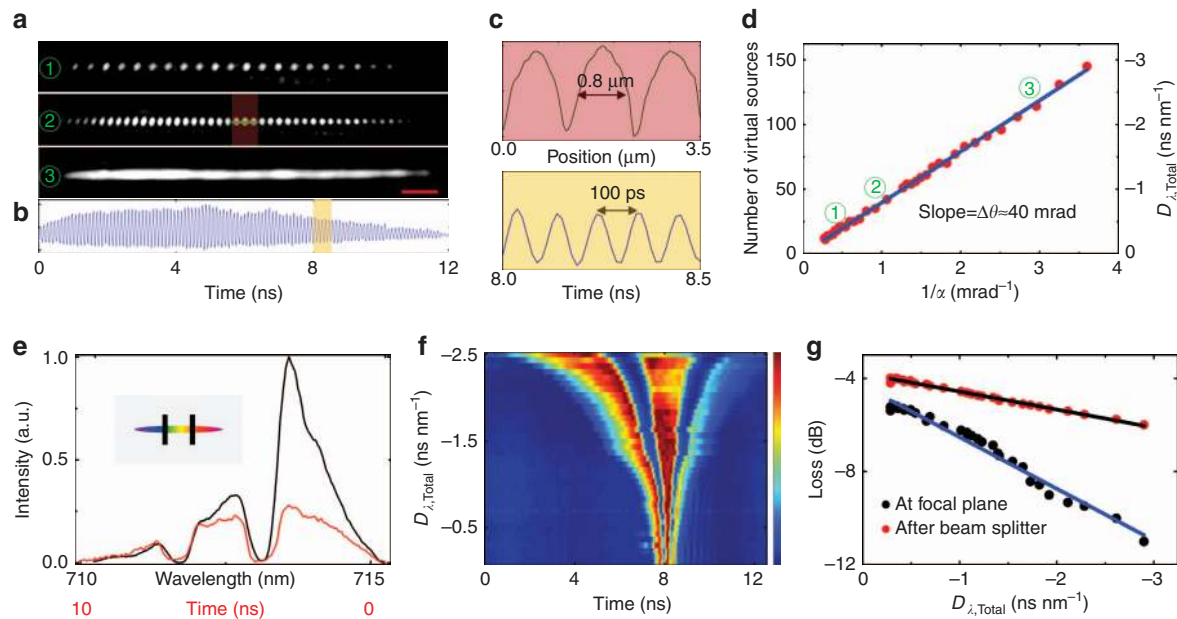 a
1
2
3
b
0 4 8 12
Time (ns)
c
0.8 μm
0.0 3.5
Position (μm)
100 ps
8.0 8.5
Time (ns)
d
Number of virtual sources
150
100
50
0
1
2
3
Slope=Δθ≈40 mrad
0 1 2 3 4
1/α (mrad⁻¹)
–3
–2
–1
0
D_λ,Total (ns nm⁻¹)
e
Intensity (a.u.)
1.0
0.5
0.0
710 Wavelength (nm) 715
10 Time (ns) 0
f
D_λ,Total (ns nm⁻¹)
–2.5
–1.5
–0.5
0 4 8 12
Time (ns)
g
Loss (dB)
–4
–8
–12
At focal plane
After beam splitter
0 –1 –2 –3
D_λ,Total (ns nm⁻¹)